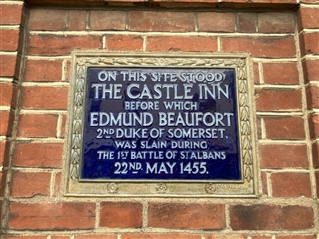 ON THIS SITE STOOD
THE CASTLE INN
BEFORE WHICH
EDMUND BEAUFORT
2ND DUKE OF SOMERSET,
WAS SLAIN DURING
THE 1ST BATTLE OF ST ALBANS
22ND. MAY 1455.